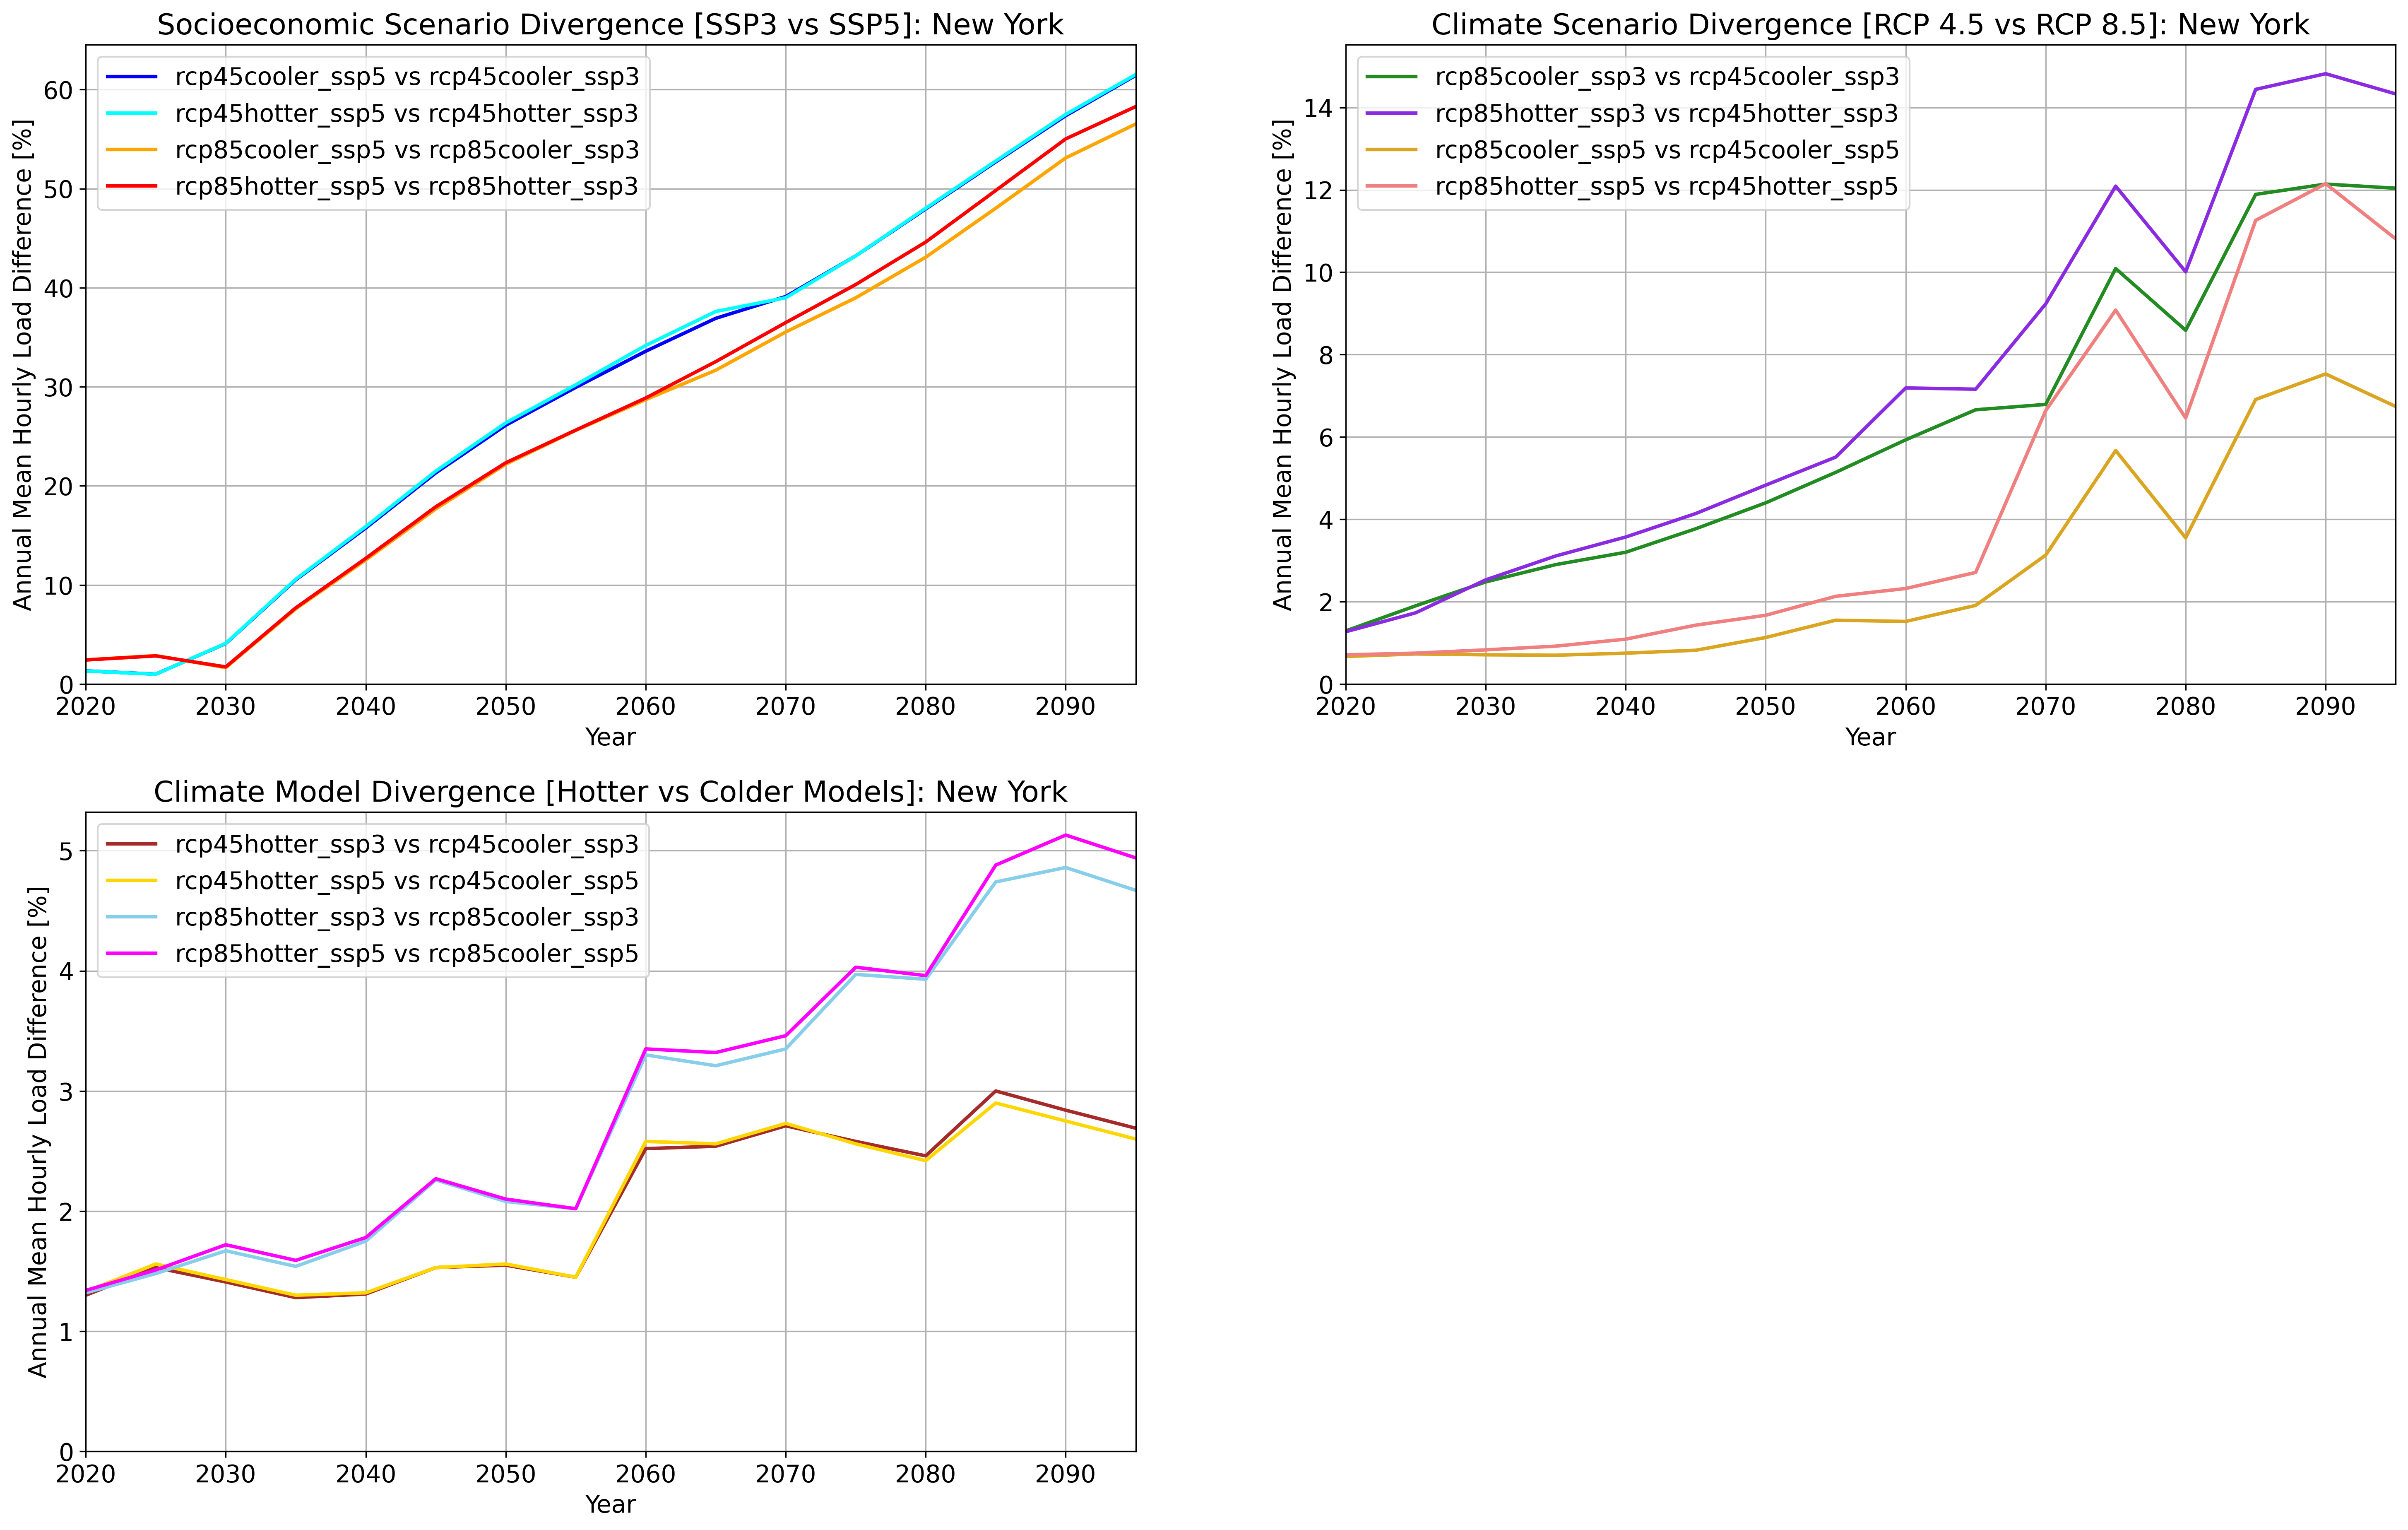 Socioeconomic Scenario Divergence [SSP3 vs SSP5]: New York
Annual Mean Hourly Load Difference [%]
60
50
40
30
20
10
0
rcp45cooler_ssp5 vs rcp45cooler_ssp3
rcp45hotter_ssp5 vs rcp45hotter_ssp3
rcp85cooler_ssp5 vs rcp85cooler_ssp3
rcp85hotter_ssp5 vs rcp85hotter_ssp3
2020 2030 2040 2050 2060 2070 2080 2090
Year
Climate Scenario Divergence [RCP 4.5 vs RCP 8.5]: New York
Annual Mean Hourly Load Difference [%]
14
12
10
8
6
4
2
0
rcp85cooler_ssp3 vs rcp45cooler_ssp3
rcp85hotter_ssp3 vs rcp45hotter_ssp3
rcp85cooler_ssp5 vs rcp45cooler_ssp5
rcp85hotter_ssp5 vs rcp45hotter_ssp5
2020 2030 2040 2050 2060 2070 2080 2090
Year
Climate Model Divergence [Hotter vs Colder Models]: New York
Annual Mean Hourly Load Difference [%]
5
4
3
2
1
0
rcp45hotter_ssp3 vs rcp45cooler_ssp3
rcp45hotter_ssp5 vs rcp45cooler_ssp5
rcp85hotter_ssp3 vs rcp85cooler_ssp3
rcp85hotter_ssp5 vs rcp85cooler_ssp5
2020 2030 2040 2050 2060 2070 2080 2090
Year